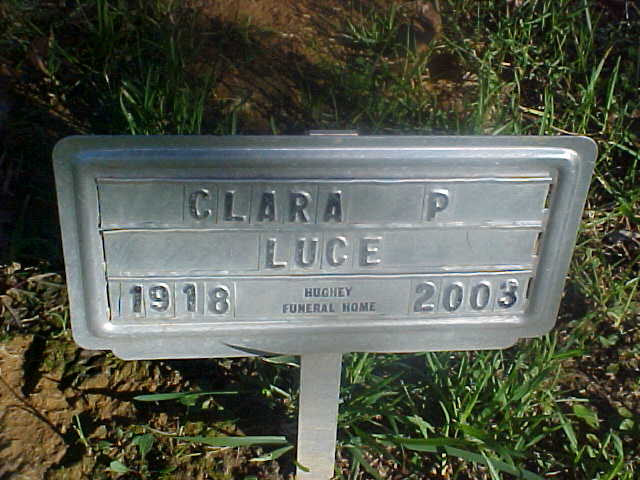 CLARA P
LUCE
1918 HUGHEY FUNERAL HOME 2003